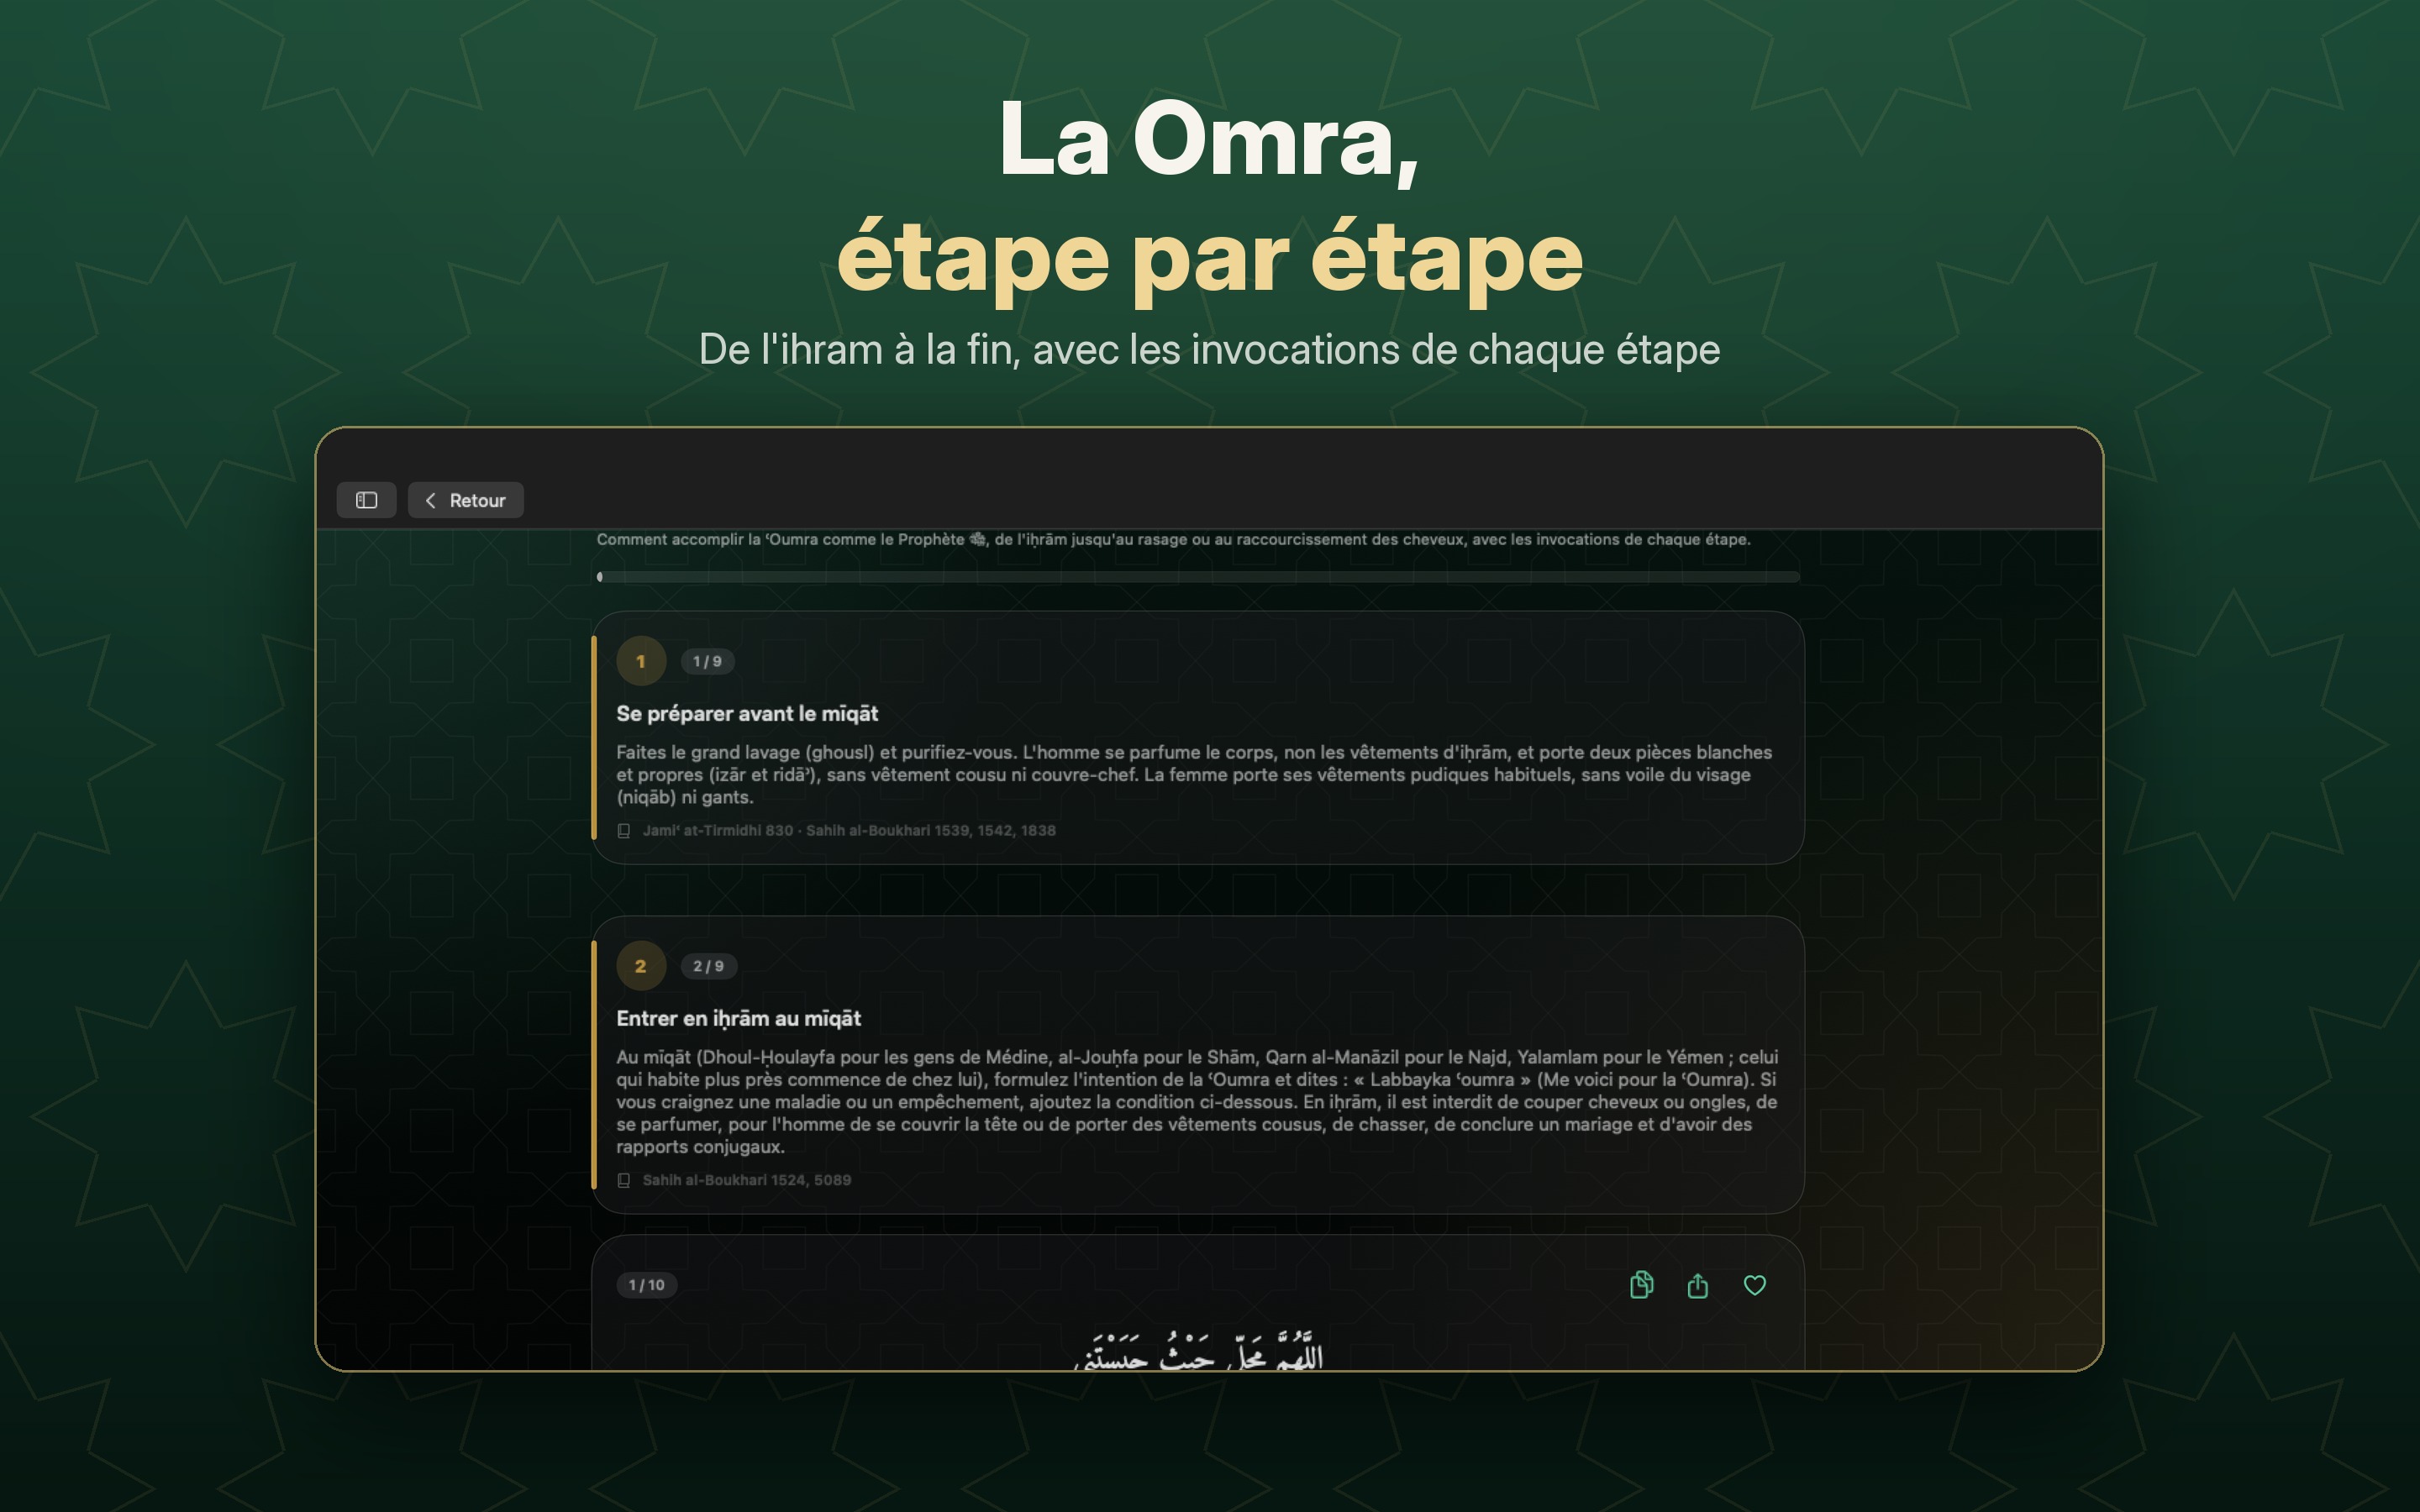 La Omra,
étape par étape
De l'ihram à la fin, avec les invocations de chaque étape
Retour
Comment accomplir la ʿOumra comme le Prophète ﷺ, de l'iḥrām jusqu'au rasage ou au raccourcissement des cheveux, avec les invocations de chaque étape.
1
1 / 9
Se préparer avant le mīqāt
Faites le grand lavage (ghousl) et purifiez-vous. L'homme se parfume le corps, non les vêtements d'iḥrām, et porte deux pièces blanches
et propres (izār et ridāʾ), sans vêtement cousu ni couvre-chef. La femme porte ses vêtements pudiques habituels, sans voile du visage
(niqāb) ni gants.
Jamiʿ at-Tirmidhi 830 · Sahih al-Boukhari 1539, 1542, 1838
2
2 / 9
Entrer en iḥrām au mīqāt
Au mīqāt (Dhoul-Ḥoulayfa pour les gens de Médine, al-Jouḥfa pour le Shām, Qarn al-Manāzil pour le Najd, Yalamlam pour le Yémen ; celui
qui habite plus près commence de chez lui), formulez l'intention de la ʿOumra et dites : « Labbayka ʿoumra » (Me voici pour la ʿOumra). Si
vous craignez une maladie ou un empêchement, ajoutez la condition ci-dessous. En iḥrām, il est interdit de couper cheveux ou ongles, de
se parfumer, pour l'homme de se couvrir la tête ou de porter des vêtements cousus, de chasser, de conclure un mariage et d'avoir des
rapports conjugaux.
Sahih al-Boukhari 1524, 5089
1 / 10
اللَّهُمَّ مَحِلِّي حَيْثُ حَبَسْتَنِي